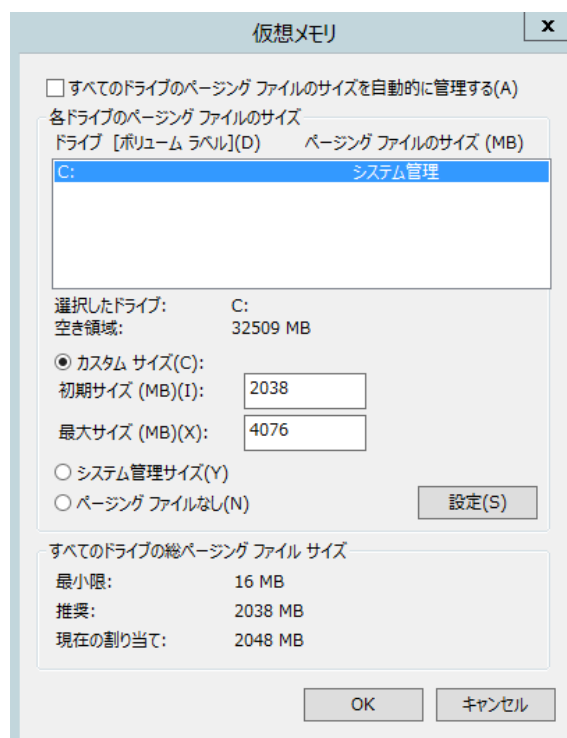 仮想メモリ
x
すべてのドライブのページング ファイルのサイズを自動的に管理する(A)
各ドライブのページング ファイルのサイズ
ドライブ [ボリューム ラベル](D) ページング ファイルのサイズ (MB)
C: システム管理
選択したドライブ: C:
空き領域: 32509 MB
カスタム サイズ(C):
初期サイズ (MB)(I): 2038
最大サイズ (MB)(X): 4076
システム管理サイズ(Y)
ページング ファイルなし(N) 設定(S)
すべてのドライブの総ページング ファイル サイズ
最小限: 16 MB
推奨: 2038 MB
現在の割り当て: 2048 MB
OK キャンセル